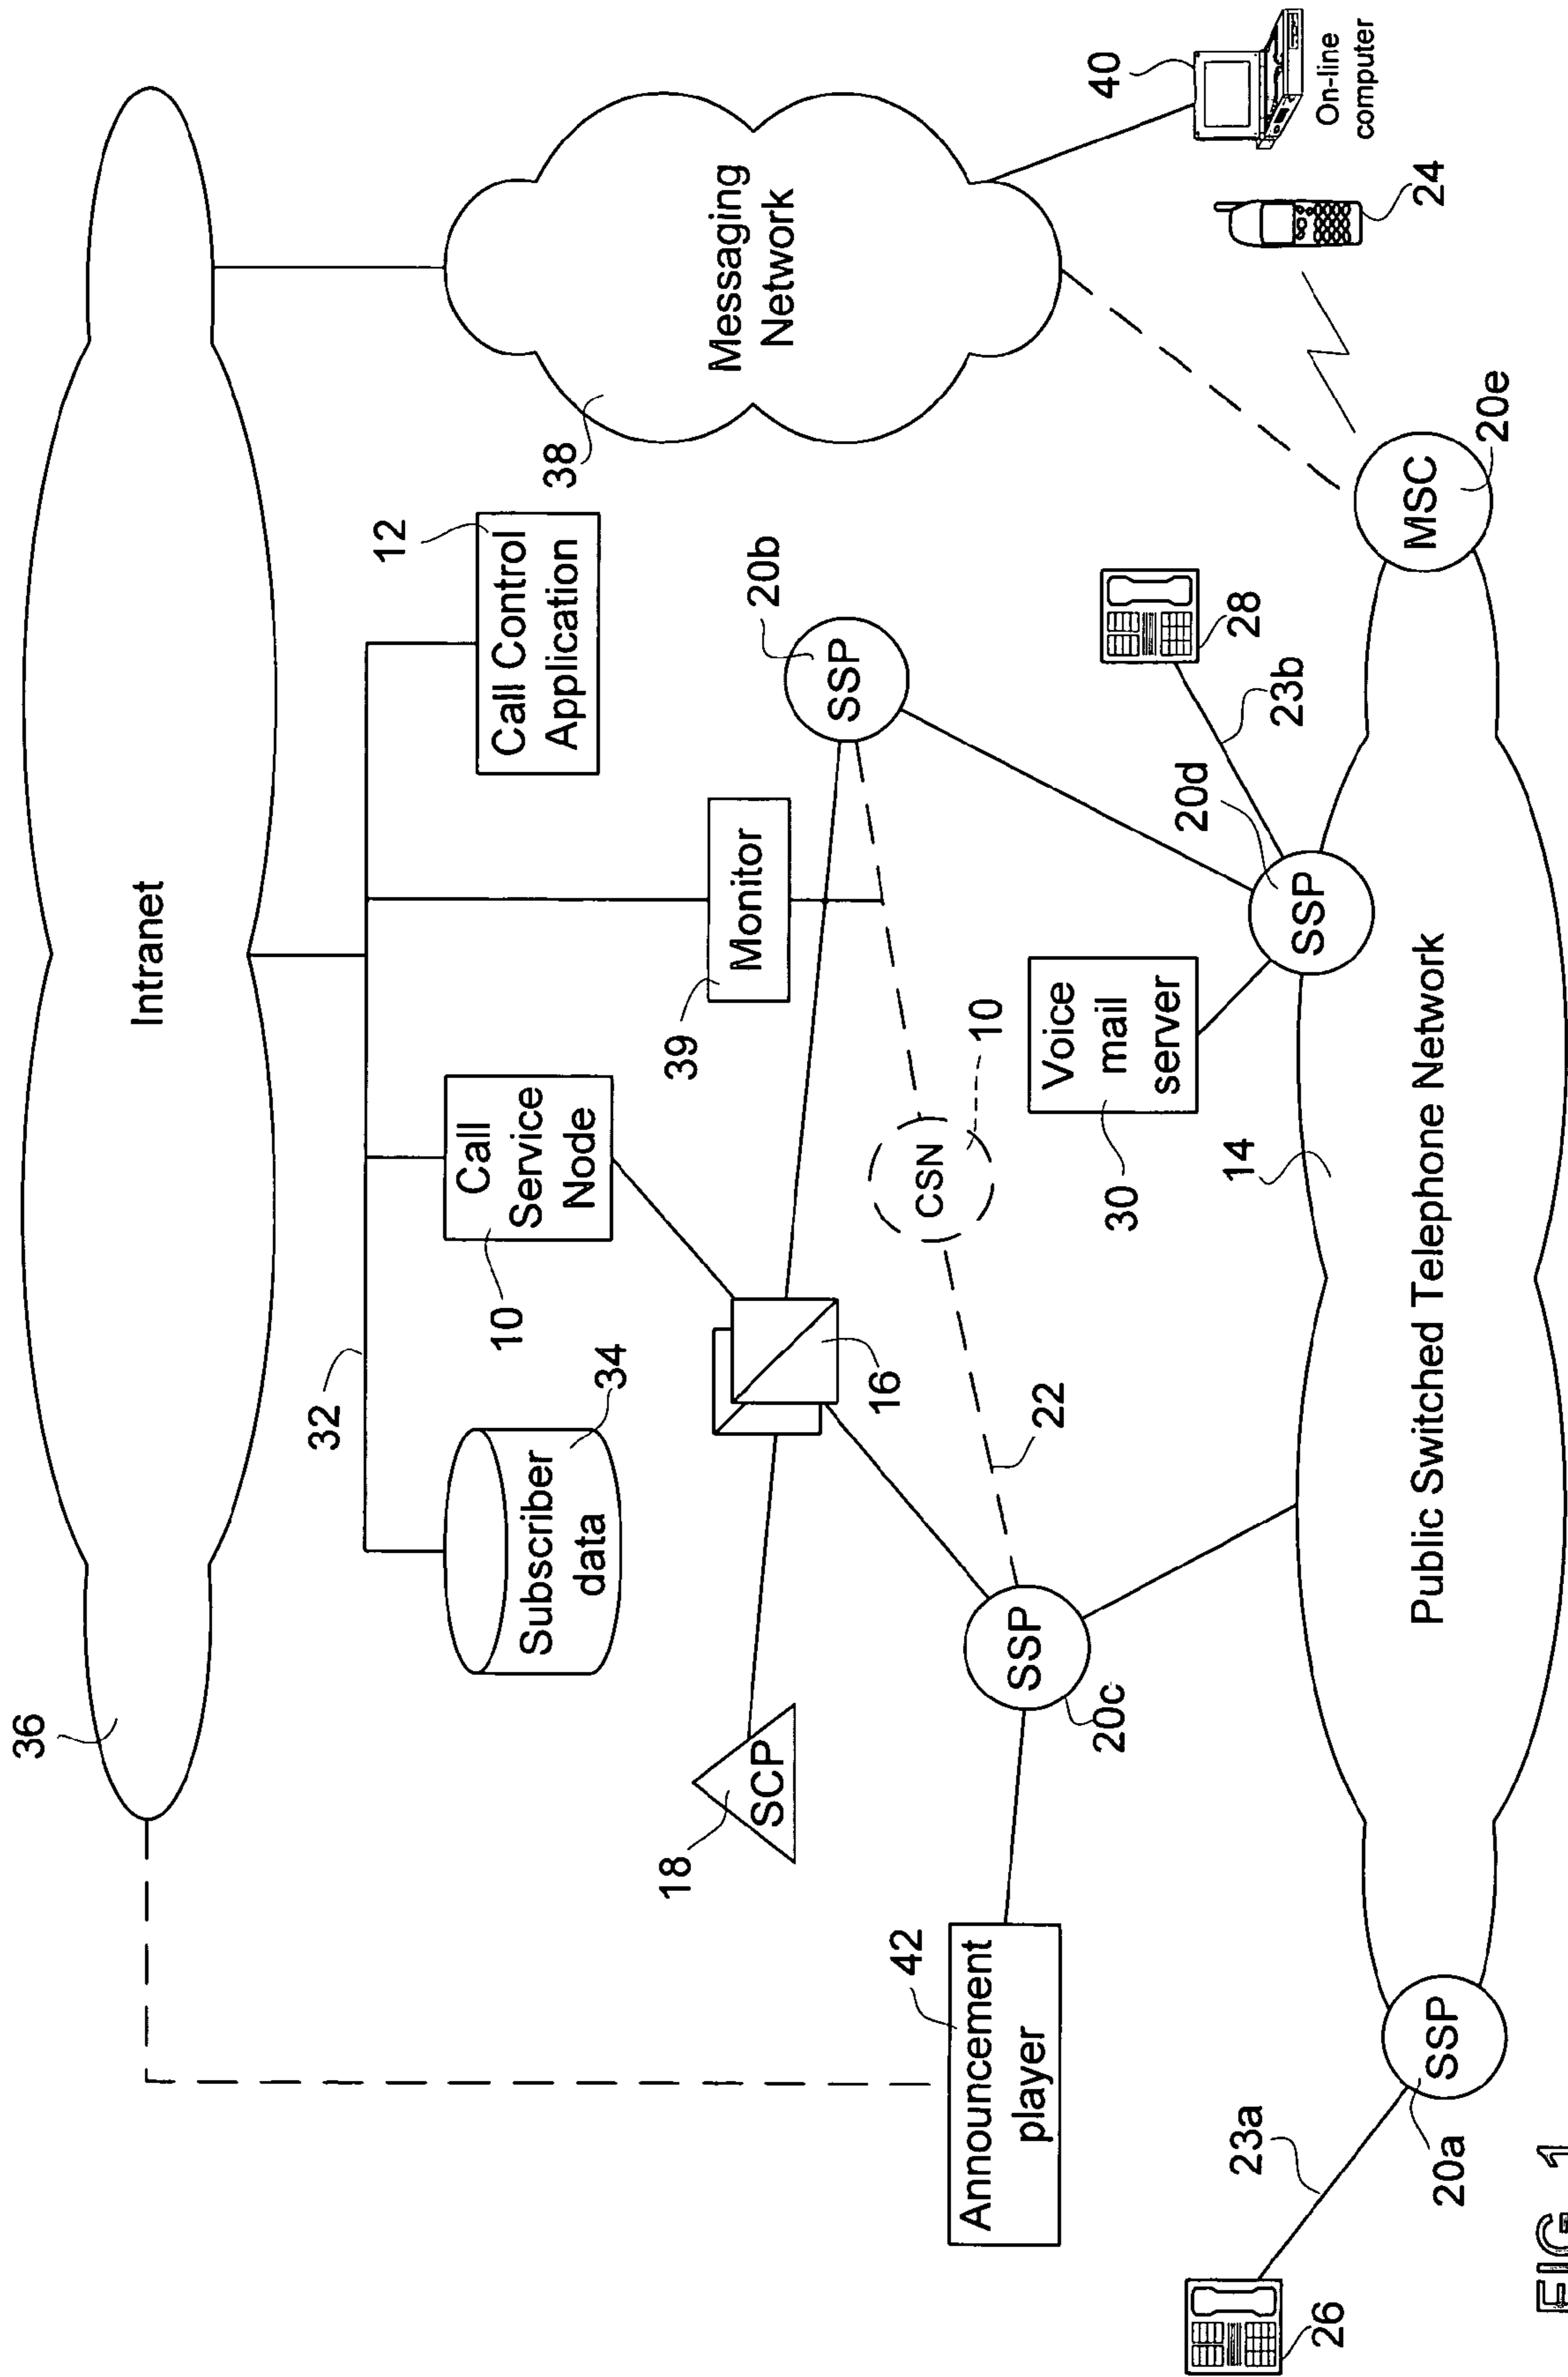 36
Intranet
32
12
Call Control
Application
Subscriber
data
34
Call
Service
Node
10
39
Monitor
38
Messaging
Network
40
On-line
computer
24
18
SCP
16
20b
SSP
CSN
10
22
42
Announcement
player
SSP
20c
Voice
mail
server
30
20d
SSP
28
23b
MSC
20e
14
Public Switched Telephone Network
23a
26
SSP
20a
FIG. 1